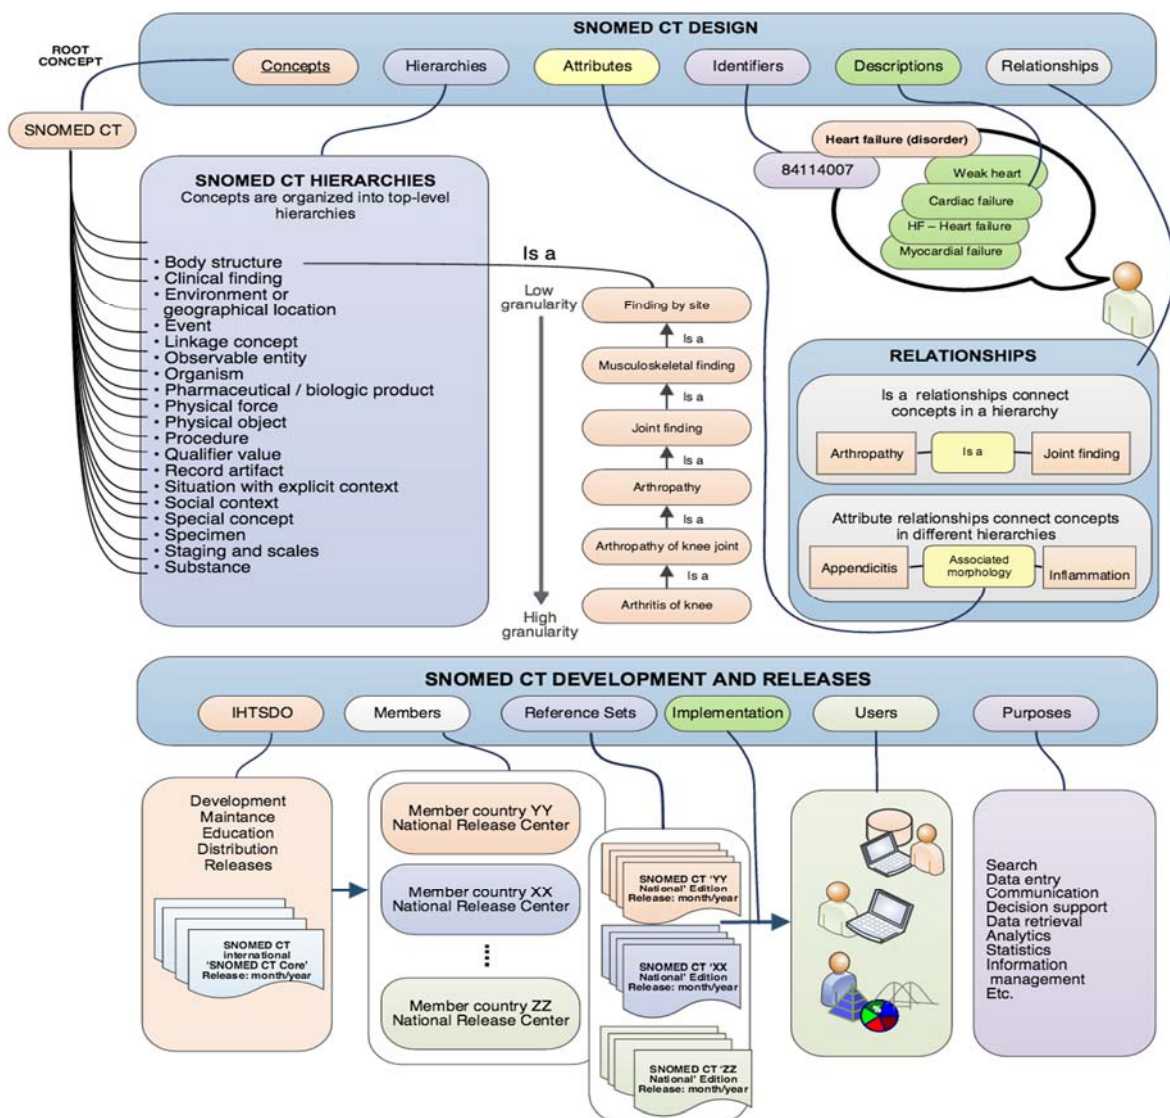 SNOMED CT DESIGN
ROOT
CONCEPT
Concepts
Hierarchies
Attributes
Identifiers
Descriptions
Relationships
SNOMED CT
Heart failure (disorder)
84114007
Weak heart
Cardiac failure
HF – Heart failure
Myocardial failure
SNOMED CT HIERARCHIES
Concepts are organized into top-level
hierarchies
• Body structure
• Clinical finding
• Environment or
geographical location
• Event
• Linkage concept
• Observable entity
• Organism
• Pharmaceutical / biologic product
• Physical force
• Physical object
• Procedure
• Qualifier value
• Record artifact
• Situation with explicit context
• Social context
• Special concept
• Specimen
• Staging and scales
• Substance
Is a
Low
granularity
High
granularity
Finding by site
Is a
Musculoskeletal finding
Is a
Joint finding
Is a
Arthropathy
Is a
Arthropathy of knee joint
Is a
Arthritis of knee
RELATIONSHIPS
Is a relationships connect
concepts in a hierarchy
Arthropathy
Is a
Joint finding
Attribute relationships connect concepts
in different hierarchies
Appendicitis
Associated
morphology
Inflammation
SNOMED CT DEVELOPMENT AND RELEASES
IHTSDO
Members
Reference Sets
Implementation
Users
Purposes
Development
Maintance
Education
Distribution
Releases
SNOMED CT
international
'SNOMED CT Core'
Release: month/year
Member country YY
National Release Center
Member country XX
National Release Center
Member country ZZ
National Release Center
SNOMED CT 'YY
National' Edition
Release: month/year
SNOMED CT 'XX
National' Edition
Release: month/year
SNOMED CT 'ZZ
National' Edition
Release: month/year
Search
Data entry
Communication
Decision support
Data retrieval
Analytics
Statistics
Information
management
Etc.